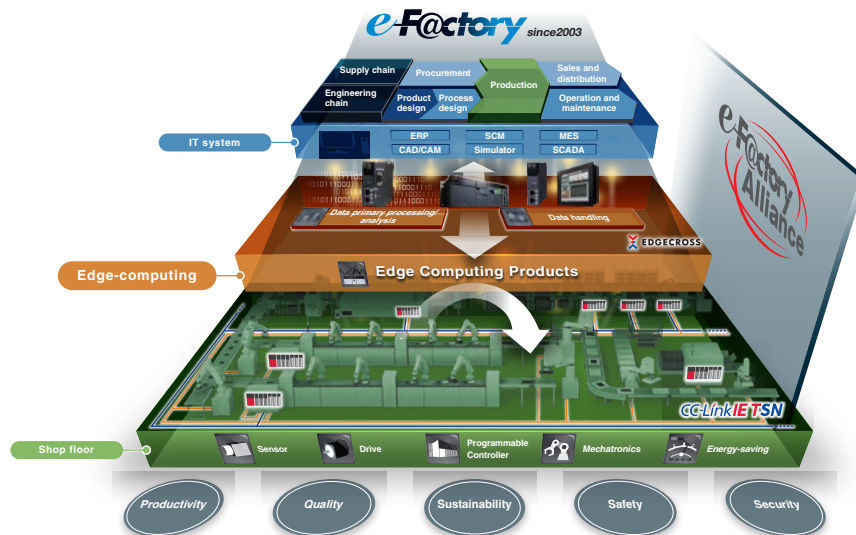 e-F@ctory since2003
Supply chain
Procurement
Production
Sales and
distribution
Engineering
chain
Product
design
Process
design
Operation and
maintenance
IT system
ERP
SCM
MES
CAD/CAM
Simulator
SCADA
e-F@ctory
Alliance
Data primary processing/
analysis
Data handling
EDGECROSS
Edge-computing
Edge Computing Products
CC-Link IE TSN
Shop floor
Sensor
Drive
Programmable
Controller
Mechatronics
Energy-saving
Productivity
Quality
Sustainability
Safety
Security